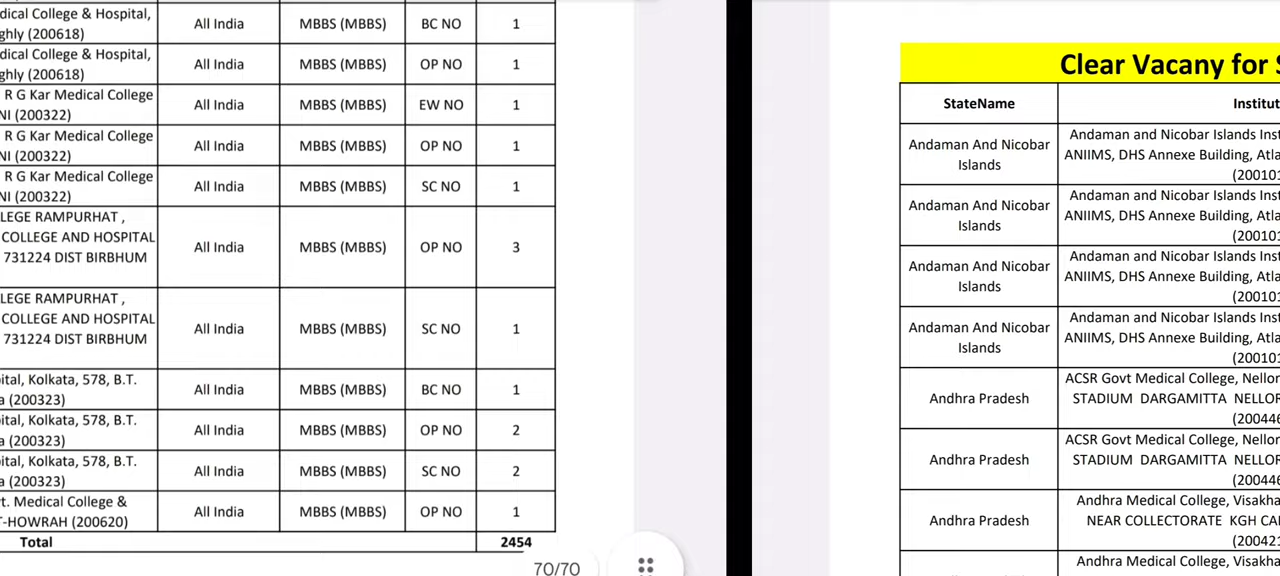 dical College & Hospital,
ghly (200618)
All India
MBBS (MBBS)
BC NO
1
dical College & Hospital,
ghly (200618)
All India
MBBS (MBBS)
OP NO
1
R G Kar Medical College
NI (200322)
All India
MBBS (MBBS)
EW NO
1
R G Kar Medical College
NI (200322)
All India
MBBS (MBBS)
OP NO
1
R G Kar Medical College
NI (200322)
All India
MBBS (MBBS)
SC NO
1
LEGE RAMPURHAT ,
COLLEGE AND HOSPITAL
731224 DIST BIRBHUM
All India
MBBS (MBBS)
OP NO
3
LEGE RAMPURHAT ,
COLLEGE AND HOSPITAL
731224 DIST BIRBHUM
All India
MBBS (MBBS)
SC NO
1
ital, Kolkata, 578, B.T.
a (200323)
All India
MBBS (MBBS)
BC NO
1
ital, Kolkata, 578, B.T.
a (200323)
All India
MBBS (MBBS)
OP NO
2
ital, Kolkata, 578, B.T.
a (200323)
All India
MBBS (MBBS)
SC NO
2
t. Medical College &
T-HOWRAH (200620)
All India
MBBS (MBBS)
OP NO
1
Total
2454
70/70
Clear Vacany for S
StateName
Institut
Andaman And Nicobar
Islands
Andaman and Nicobar Islands Inst
ANIIMS, DHS Annexe Building, Atla
(200101
Andaman And Nicobar
Islands
Andaman and Nicobar Islands Inst
ANIIMS, DHS Annexe Building, Atla
(200101
Andaman And Nicobar
Islands
Andaman and Nicobar Islands Inst
ANIIMS, DHS Annexe Building, Atla
(200101
Andaman And Nicobar
Islands
Andaman and Nicobar Islands Inst
ANIIMS, DHS Annexe Building, Atla
(200101
Andhra Pradesh
ACSR Govt Medical College, Nellor
STADIUM DARGAMITTA NELLOR
(200446
Andhra Pradesh
ACSR Govt Medical College, Nellor
STADIUM DARGAMITTA NELLOR
(200446
Andhra Pradesh
Andhra Medical College, Visakha
NEAR COLLECTORATE KGH CA
(200421
Andhra Medical College, Visakha